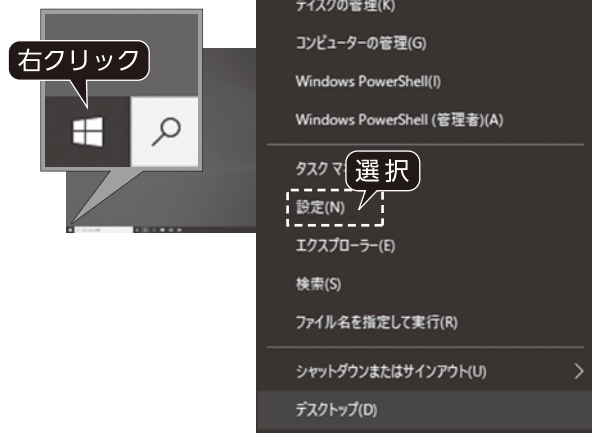 右クリック
ディスクの管理(K)
コンピューターの管理(G)
Windows PowerShell(I)
Windows PowerShell (管理者)(A)
タスク マ
選択
設定(N)
エクスプローラー(E)
検索(S)
ファイル名を指定して実行(R)
シャットダウンまたはサインアウト(U)
デスクトップ(D)